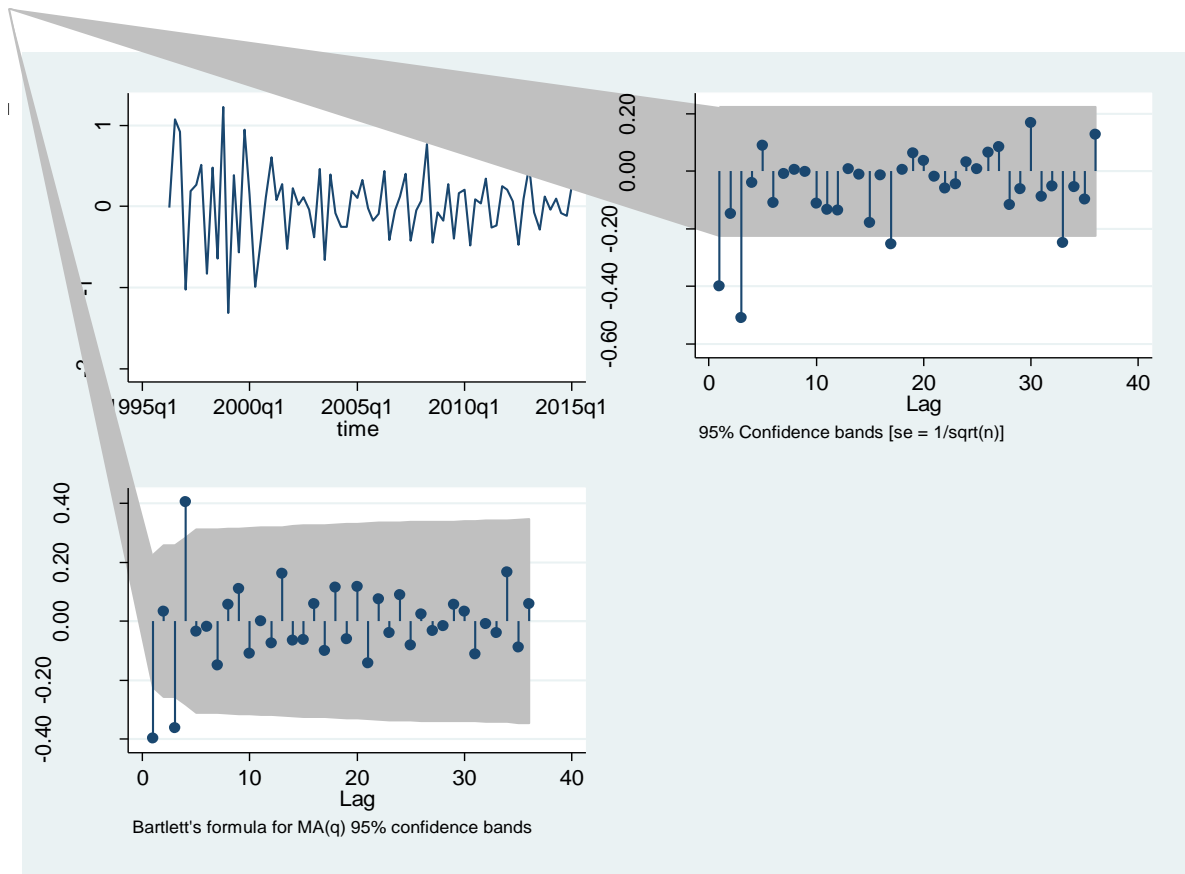 1
0
-1
-2
1995q1 2000q1 2005q1 2010q1 2015q1
time
0.20
0.00
-0.20
-0.40
-0.60
0 10 20 30 40
Lag
95% Confidence bands [se = 1/sqrt(n)]
0.40
0.20
0.00
-0.20
-0.40
0 10 20 30 40
Lag
Bartlett's formula for MA(q) 95% confidence bands